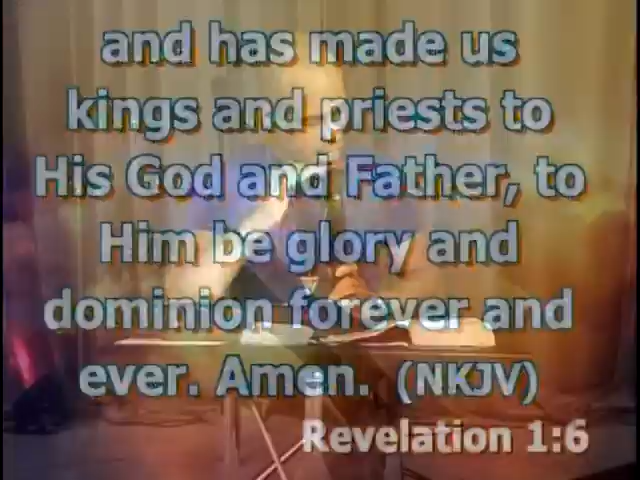 and has made us
kings and priests to
His God and Father, to
Him be glory and
dominion forever and
ever. Amen. (NKJV)
Revelation 1:6